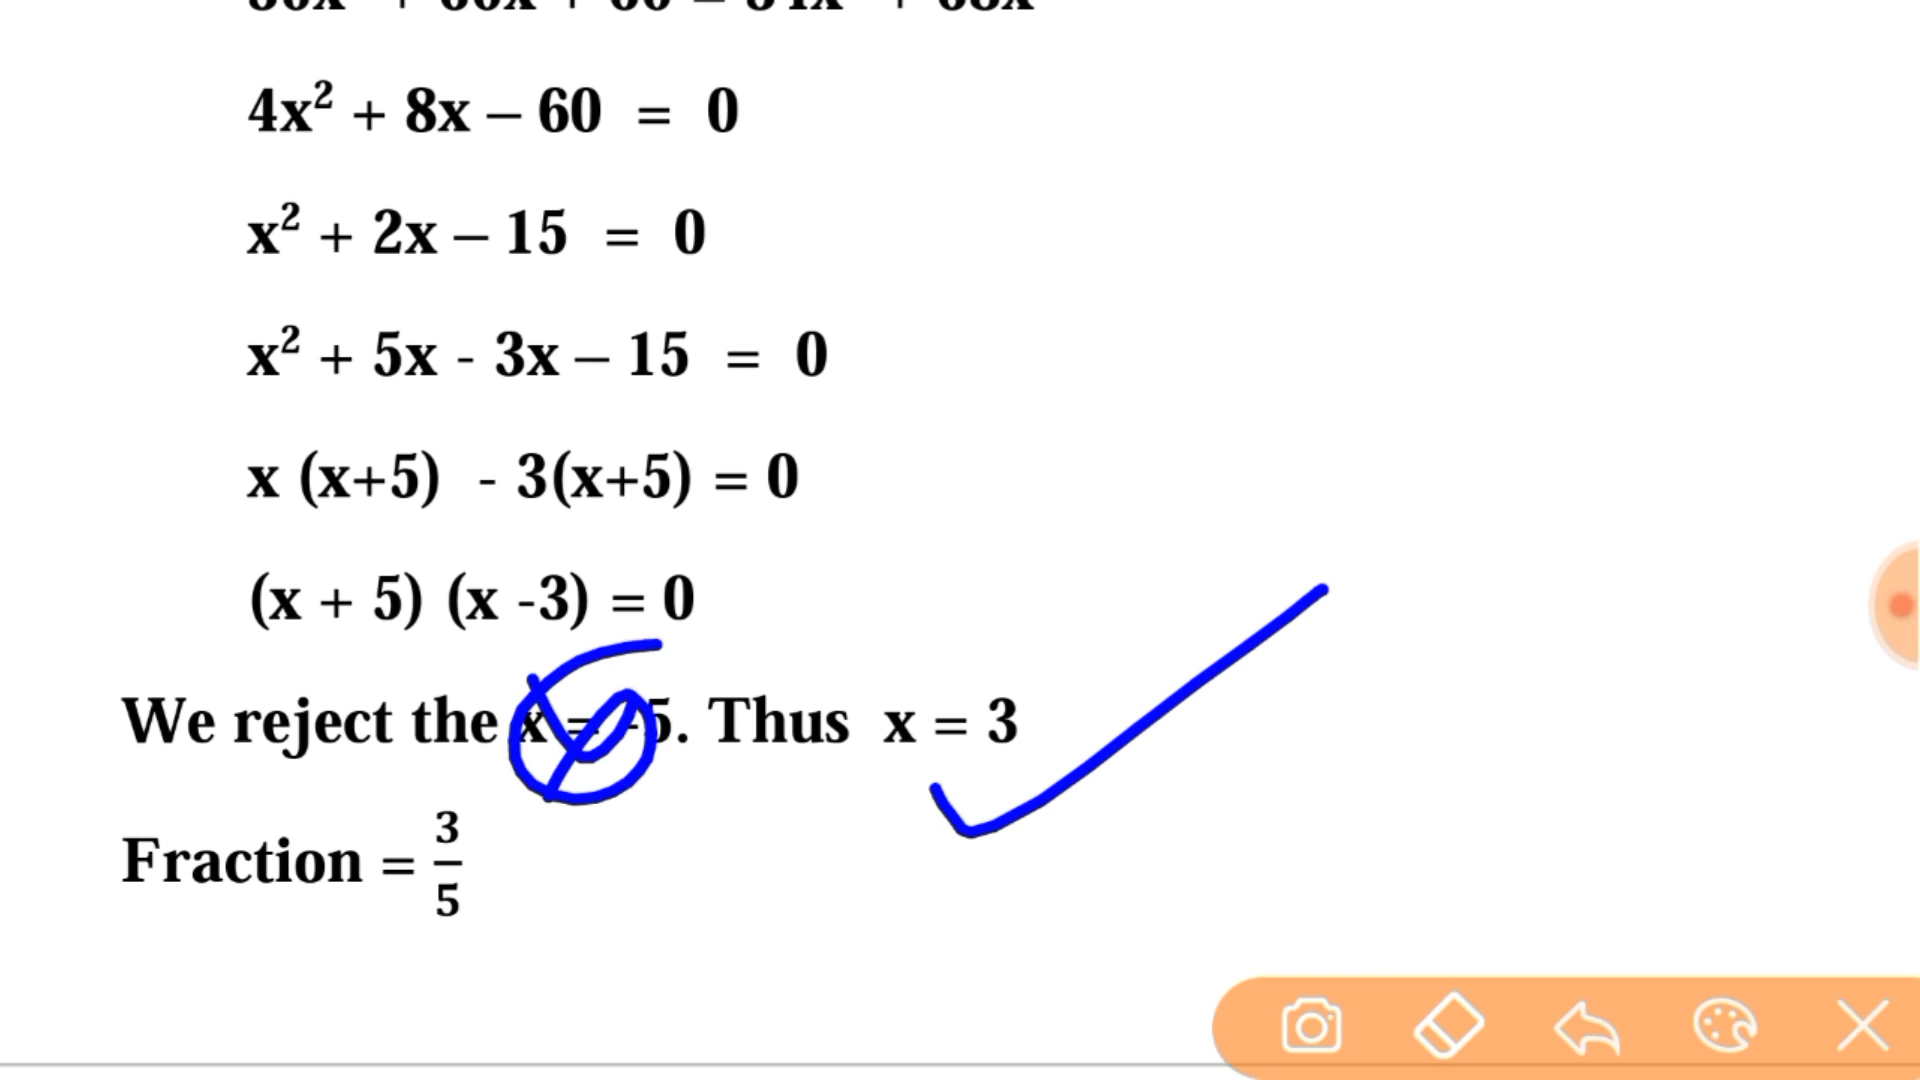 4x² + 8x – 60 = 0
x² + 2x – 15 = 0
x² + 5x - 3x – 15 = 0
x (x+5) - 3(x+5) = 0
(x + 5) (x -3) = 0
We reject the x = -5. Thus x = 3
Fraction = 3/5